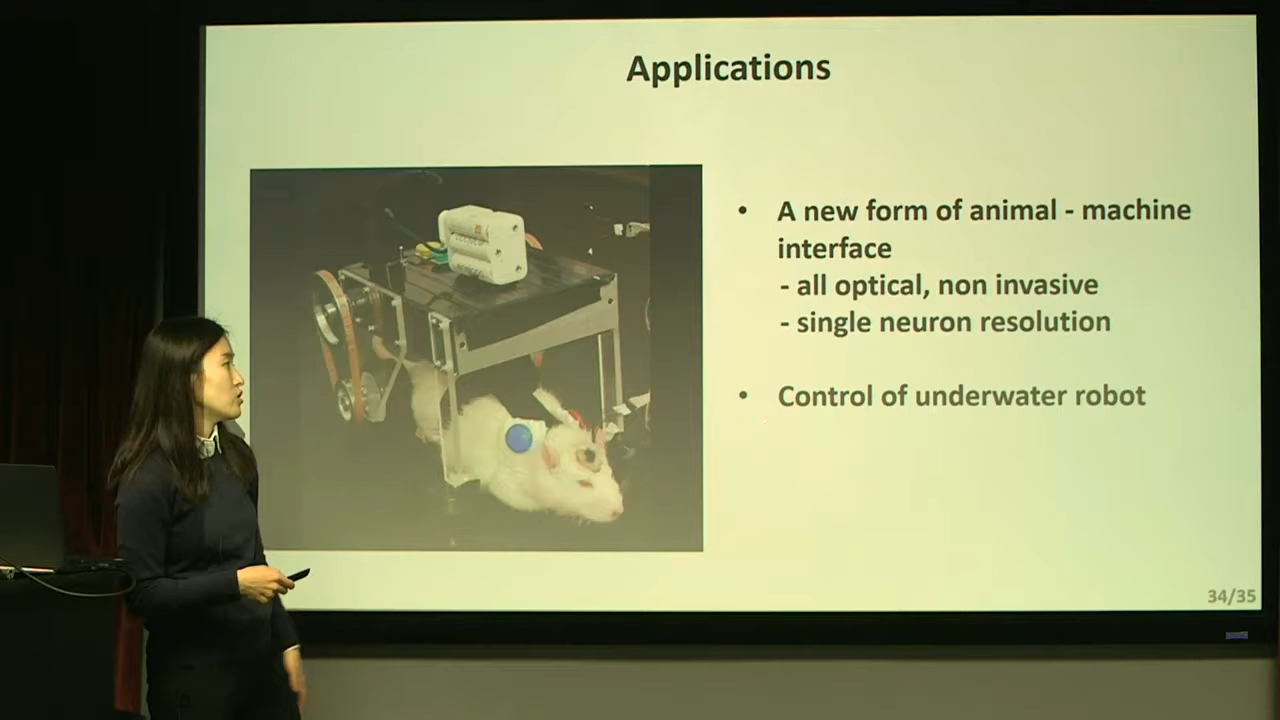 Applications
• A new form of animal - machine
interface
- all optical, non invasive
- single neuron resolution
• Control of underwater robot
34/35